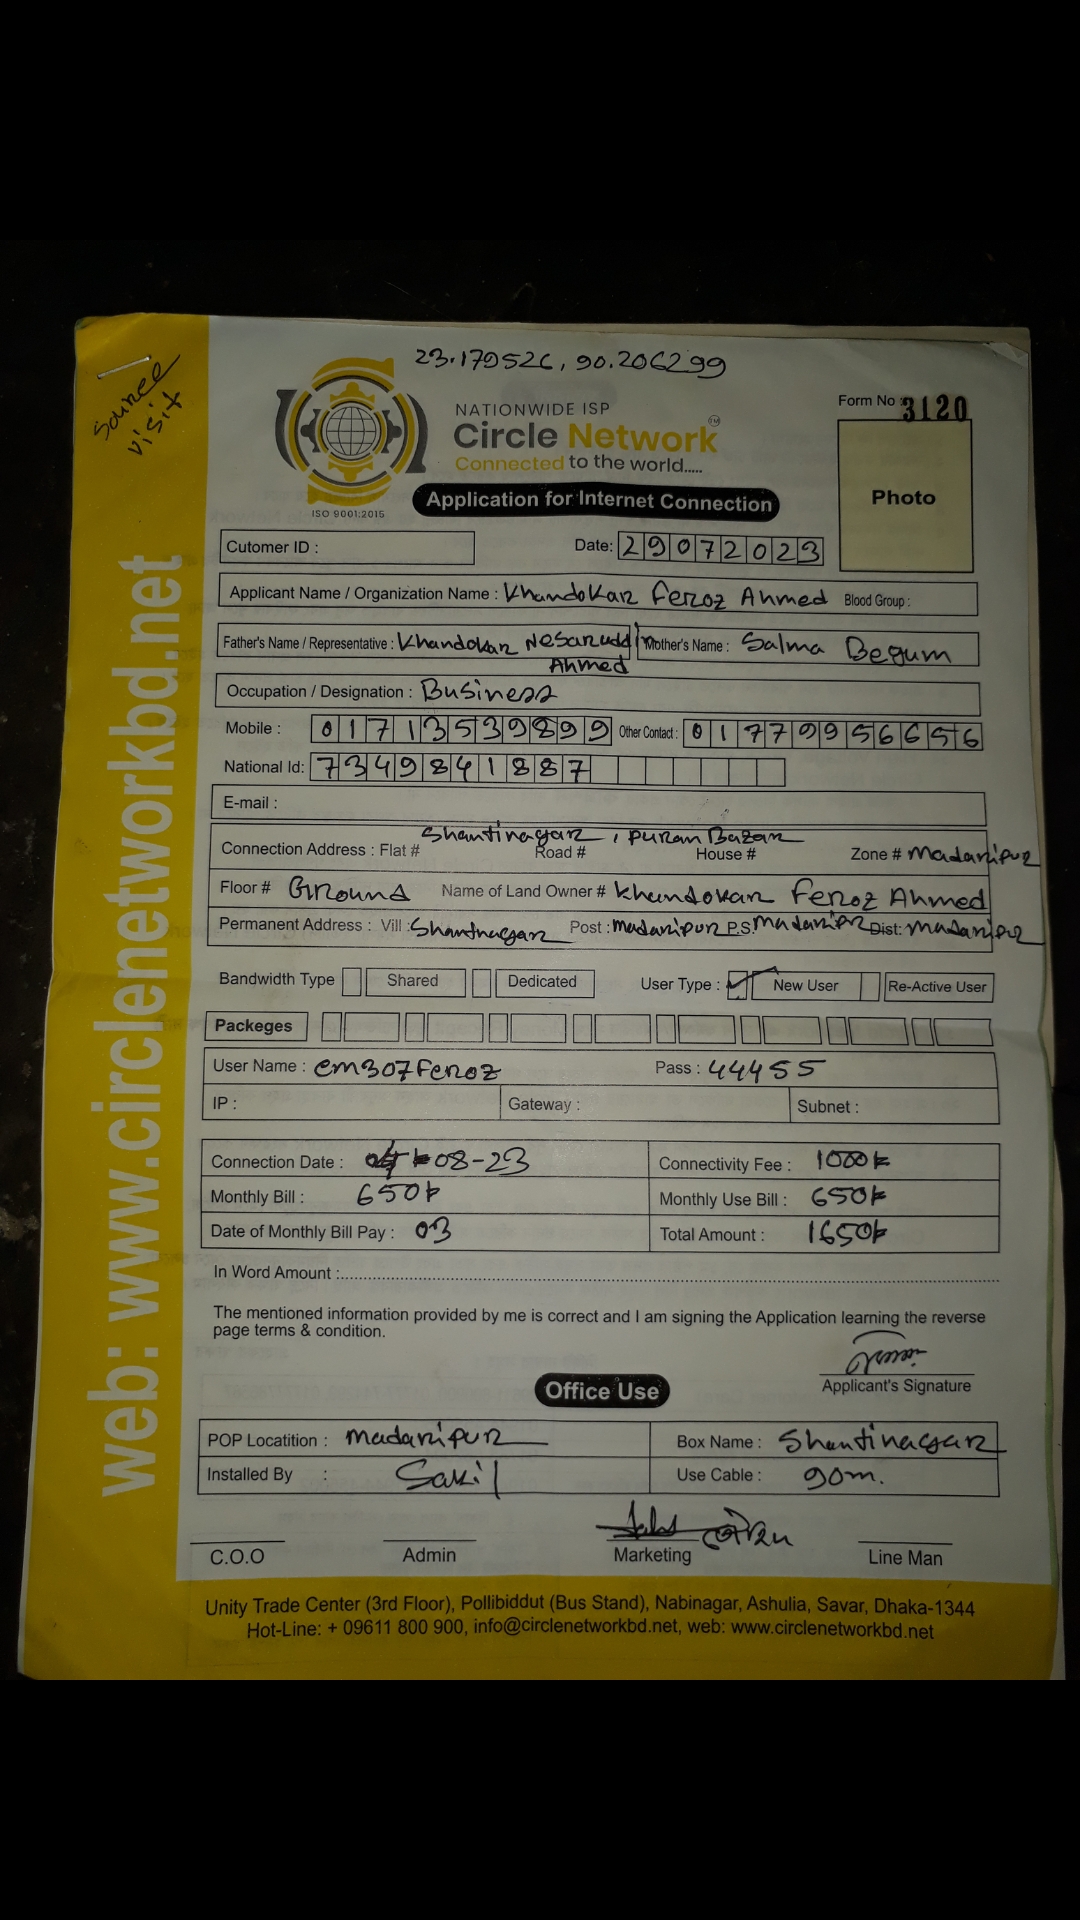 Sairee
visit
23.179526, 90.206299
NATIONWIDE ISP
Circle Network TM
Connected to the world.....
ISO 9001:2015
Form No : 3120
Photo
Application for Internet Connection
Cutomer ID :
Date: 29072023
Applicant Name / Organization Name : Khandokar Feroz Ahmed Blood Group :
Father's Name / Representative : Khandokar Nesaruddin Ahmed Mother's Name : Salma Begum
Occupation / Designation : Business
Mobile : 01713539899 Other Contact : 01779956656
National Id: 7349841887
E-mail :
Connection Address : Flat # Shantinagar, Puran Bazar Road # House # Zone # Madaripur
Floor # Ground Name of Land Owner # Khandokar Feroz Ahmed
Permanent Address : Vill : Shantnagar Post : Madaripur P.S. Madaripr Dist: Madaripr
Bandwidth Type Shared Dedicated User Type : New User Re-Active User
Packeges
User Name : cm307Feroz Pass : 44455
IP : Gateway : Subnet :
Connection Date : 08-23 Connectivity Fee : 1000৳
Monthly Bill : 650৳ Monthly Use Bill : 650৳
Date of Monthly Bill Pay : 03 Total Amount : 1650৳
In Word Amount :
The mentioned information provided by me is correct and I am signing the Application learning the reverse
page terms & condition.
Applicant's Signature
Office Use
POP Locatition : Madaripur Box Name : Shantinagar
Installed By : Sakil Use Cable : 90m.
C.O.O Admin Marketing Line Man
Unity Trade Center (3rd Floor), Pollibiddut (Bus Stand), Nabinagar, Ashulia, Savar, Dhaka-1344
Hot-Line: + 09611 800 900, info@circlenetworkbd.net, web: www.circlenetworkbd.net
web: www.circlenetworkbd.net